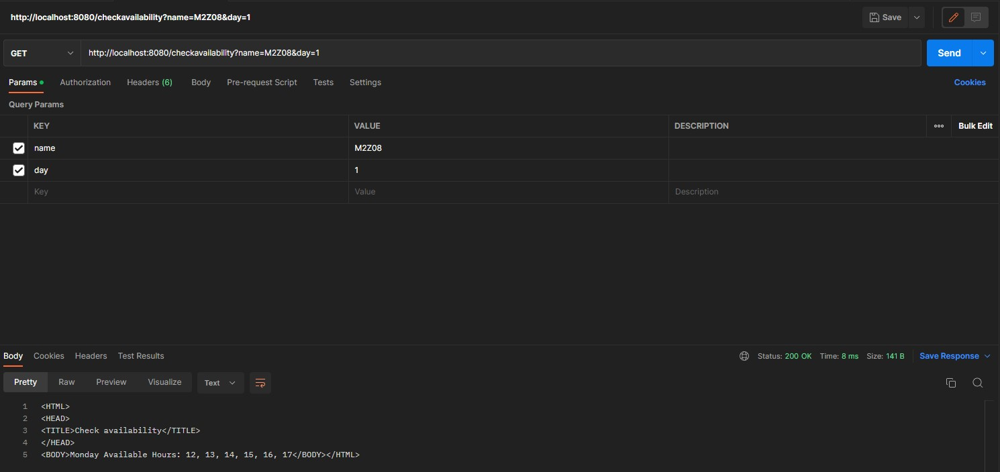 http://localhost:8080/checkavailability?name=M2Z08&day=1 Save
GET http://localhost:8080/checkavailability?name=M2Z08&day=1 Send
Params Authorization Headers (6) Body Pre-request Script Tests Settings Cookies
Query Params
KEY VALUE DESCRIPTION Bulk Edit
name M2Z08
day 1
Key Value Description
Body Cookies Headers Test Results Status: 200 OK Time: 8 ms Size: 141 B Save Response
Pretty Raw Preview Visualize Text
1 <HTML>
2 <HEAD>
3 <TITLE>Check availability</TITLE>
4 </HEAD>
5 <BODY>Monday Available Hours: 12, 13, 14, 15, 16, 17</BODY></HTML>